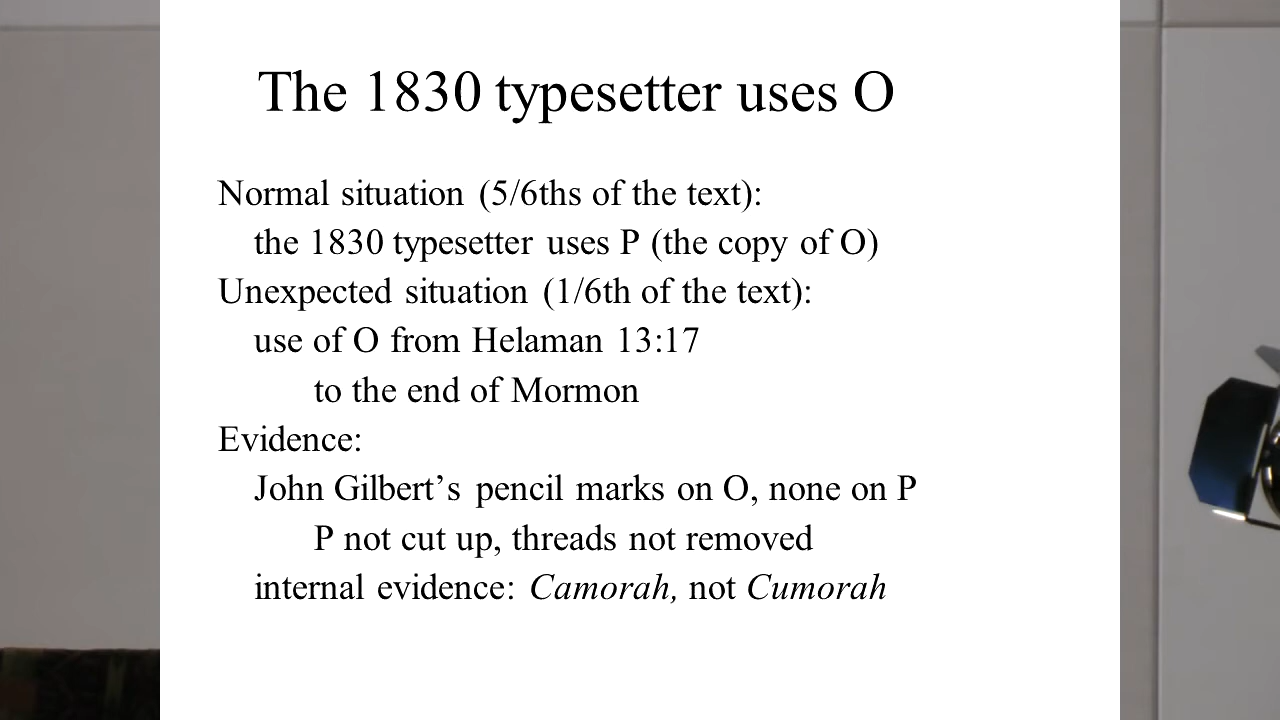 The 1830 typesetter uses O
Normal situation (5/6ths of the text):
the 1830 typesetter uses P (the copy of O)
Unexpected situation (1/6th of the text):
use of O from Helaman 13:17
to the end of Mormon
Evidence:
John Gilbert’s pencil marks on O, none on P
P not cut up, threads not removed
internal evidence: Camorah, not Cumorah